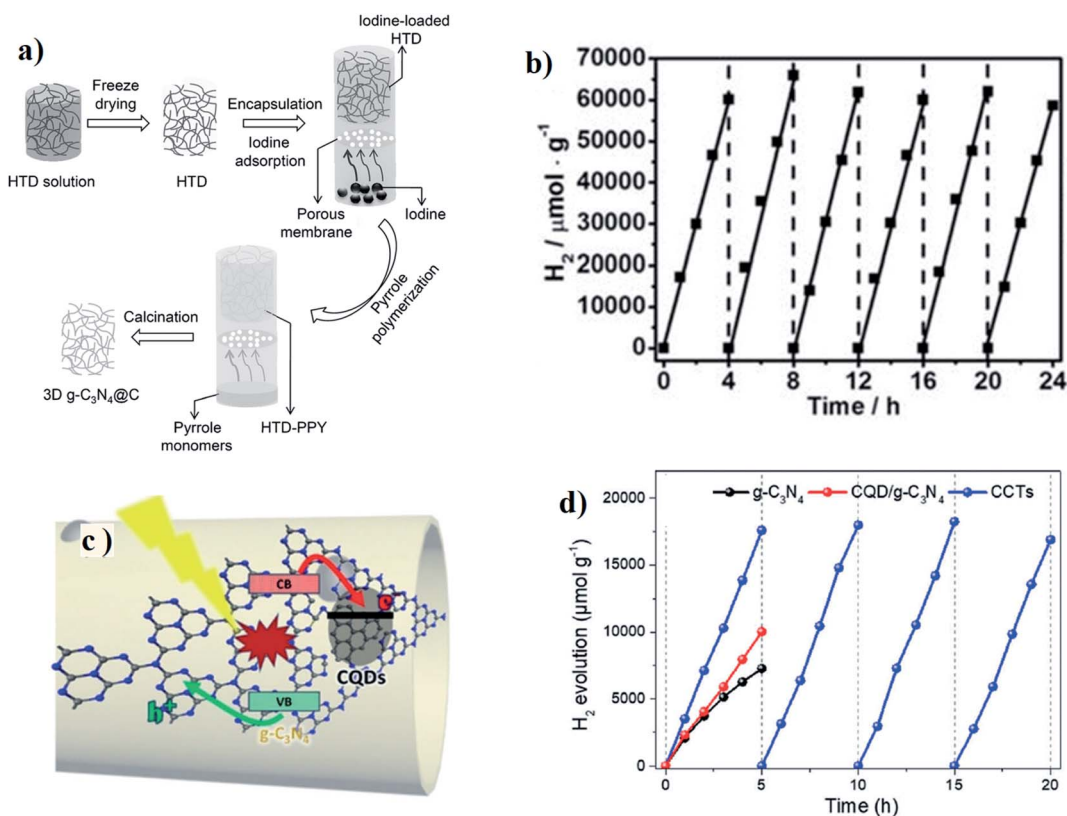 a)
Iodine-loaded
HTD
Freeze
drying
Encapsulation
Iodine
adsorption
HTD solution
HTD
Porous
membrane
Iodine
Pyrrole
polymerization
Calcination
3D g-C₃N₄@C
Pyrrole
monomers
HTD-PPY
b)
H₂ / μmol · g⁻¹
70000
60000
50000
40000
30000
20000
10000
0
0 4 8 12 16 20 24
Time / h
c )
CB
e
CQDs
VB
h⁺
g-C₃N₄
d)
g-C₃N₄ CQD/g-C₃N₄ CCTs
H₂ evolution (μmol g⁻¹)
20000
15000
10000
5000
0
0 5 10 15 20
Time (h)